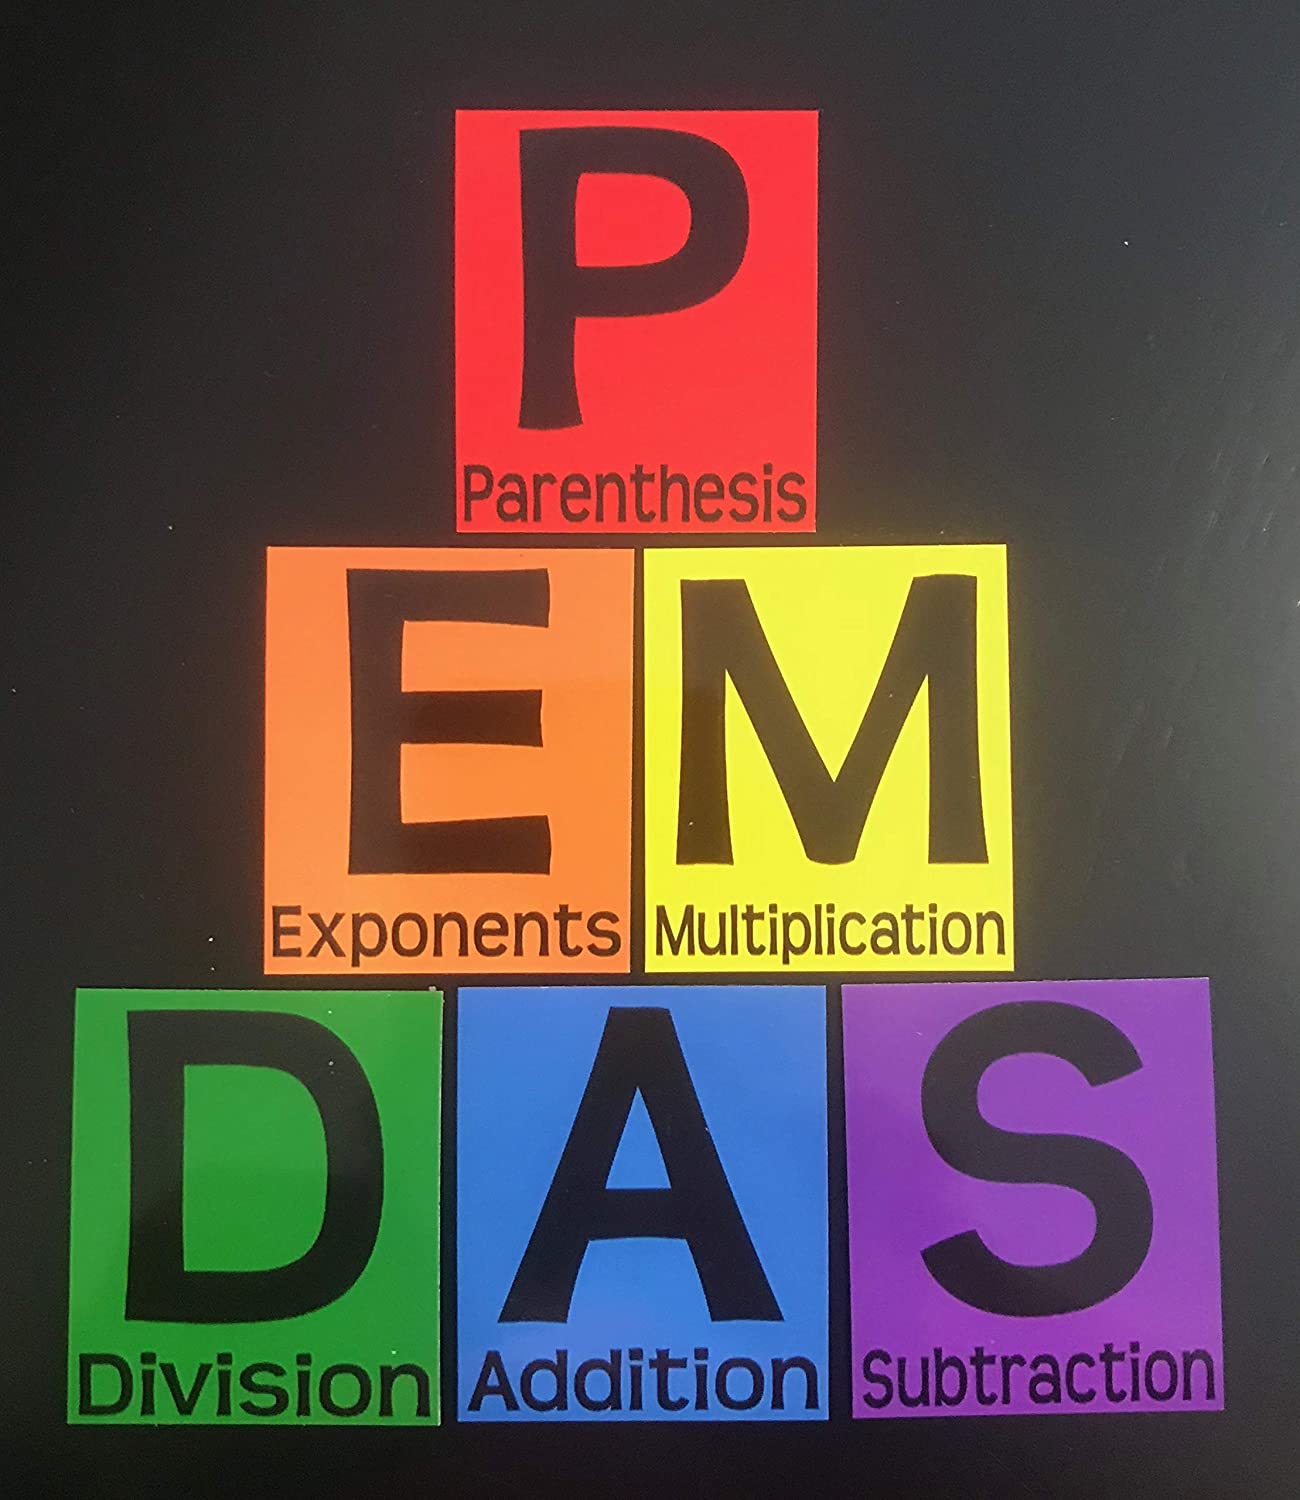 P
Parenthesis
E M
Exponents Multiplication
D A S
Division Addition Subtraction